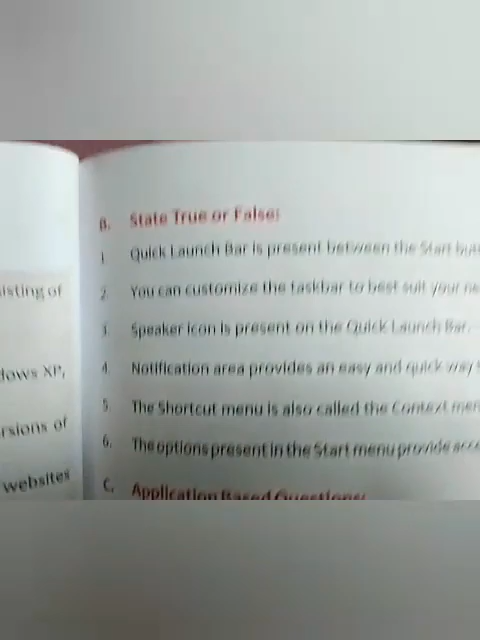 B. State True or False:
1. Quick Launch Bar is present between the Start
2. You can customize the taskbar to best suit your
isting of
3. Speaker icon is present on the Quick Launch Bar.
4. Notification area provides an easy and quick way
dows XP,
5. The Shortcut menu is also called the Context
rsions of
6. The options present in the Start menu provide
websites
C. Application Based Questions: